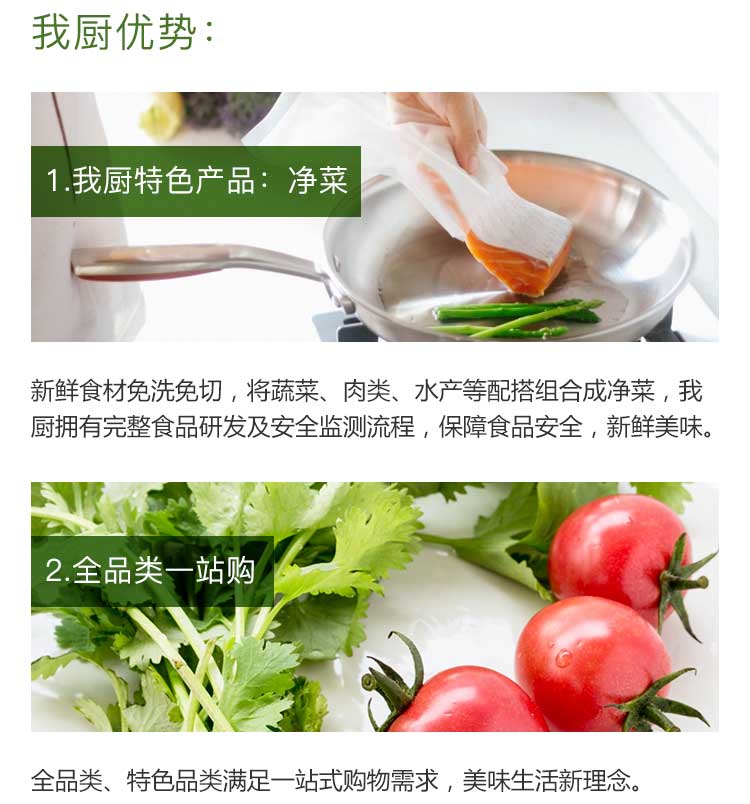 我厨优势：
1.我厨特色产品：净菜
新鲜食材免洗免切，将蔬菜、肉类、水产等配搭组合成净菜，我
厨拥有完整食品研发及安全监测流程，保障食品安全，新鲜美味。
2.全品类一站购
全品类、特色品类满足一站式购物需求，美味生活新理念。